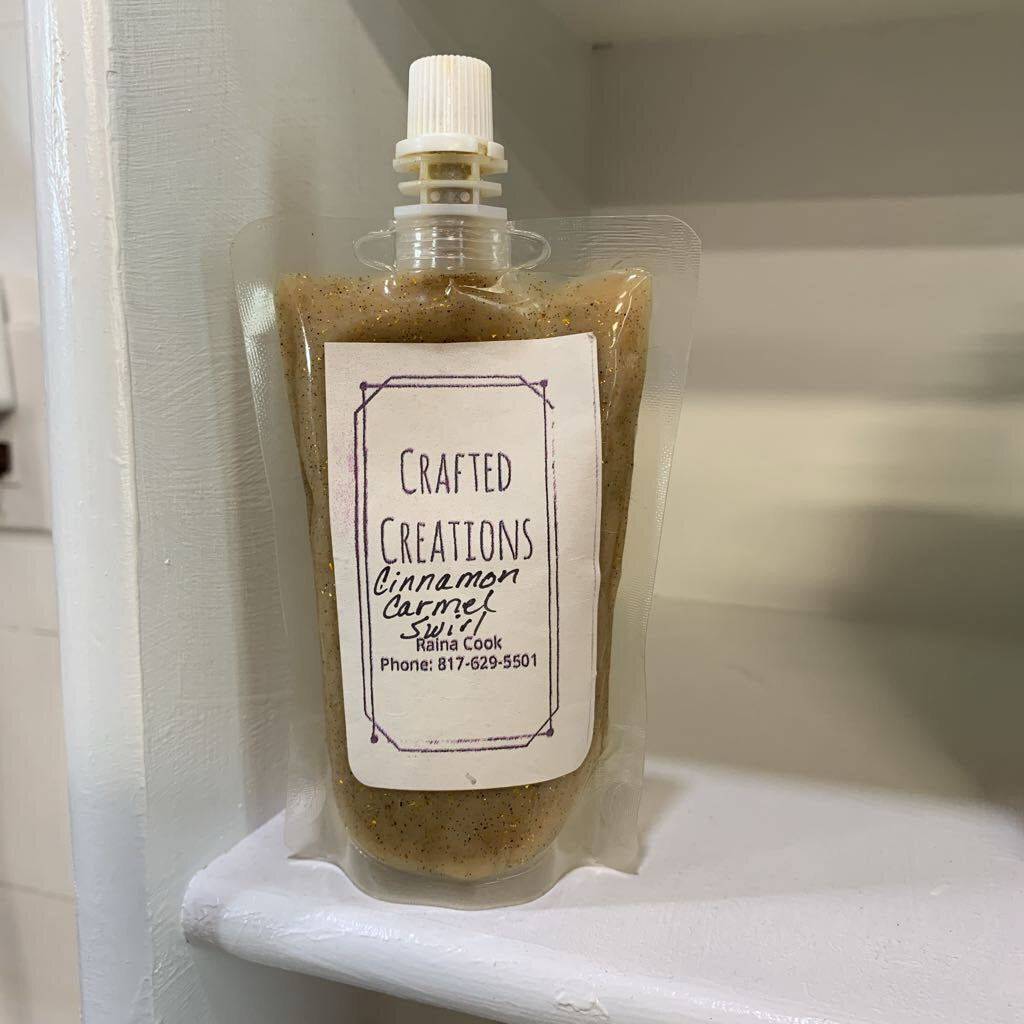 CRAFTED
CREATIONS
Cinnamon
Carmel
Swirl
Raina Cook
Phone: 817-629-5501